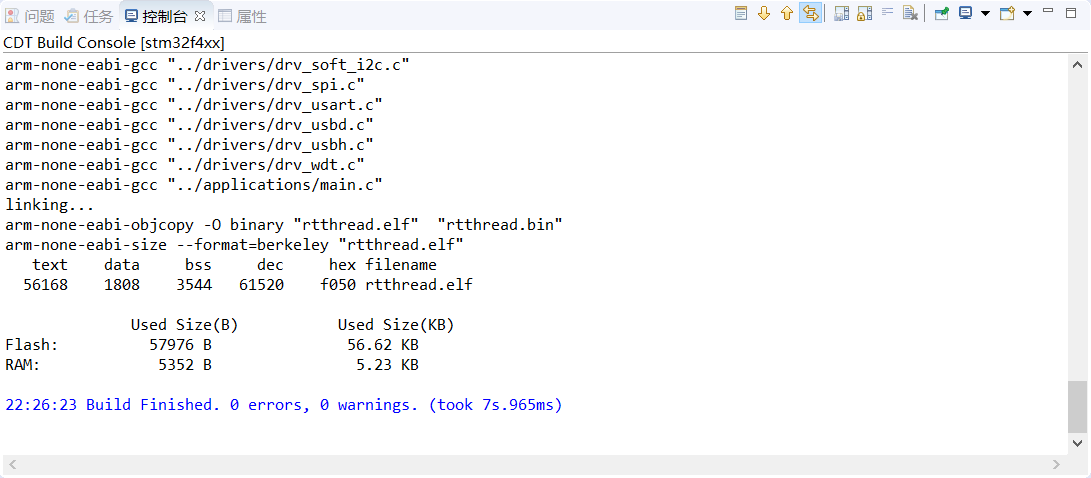 问题 任务 控制台 属性
CDT Build Console [stm32f4xx]
arm-none-eabi-gcc "../drivers/drv_soft_i2c.c"
arm-none-eabi-gcc "../drivers/drv_spi.c"
arm-none-eabi-gcc "../drivers/drv_usart.c"
arm-none-eabi-gcc "../drivers/drv_usbd.c"
arm-none-eabi-gcc "../drivers/drv_usbh.c"
arm-none-eabi-gcc "../drivers/drv_wdt.c"
arm-none-eabi-gcc "../applications/main.c"
linking...
arm-none-eabi-objcopy -O binary "rtthread.elf"  "rtthread.bin"
arm-none-eabi-size --format=berkeley "rtthread.elf"
   text    data     bss     dec     hex filename
  56168    1808    3544   61520    f050 rtthread.elf
              Used Size(B)           Used Size(KB)
Flash:          57976 B               56.62 KB
RAM:             5352 B                5.23 KB
22:26:23 Build Finished. 0 errors, 0 warnings. (took 7s.965ms)